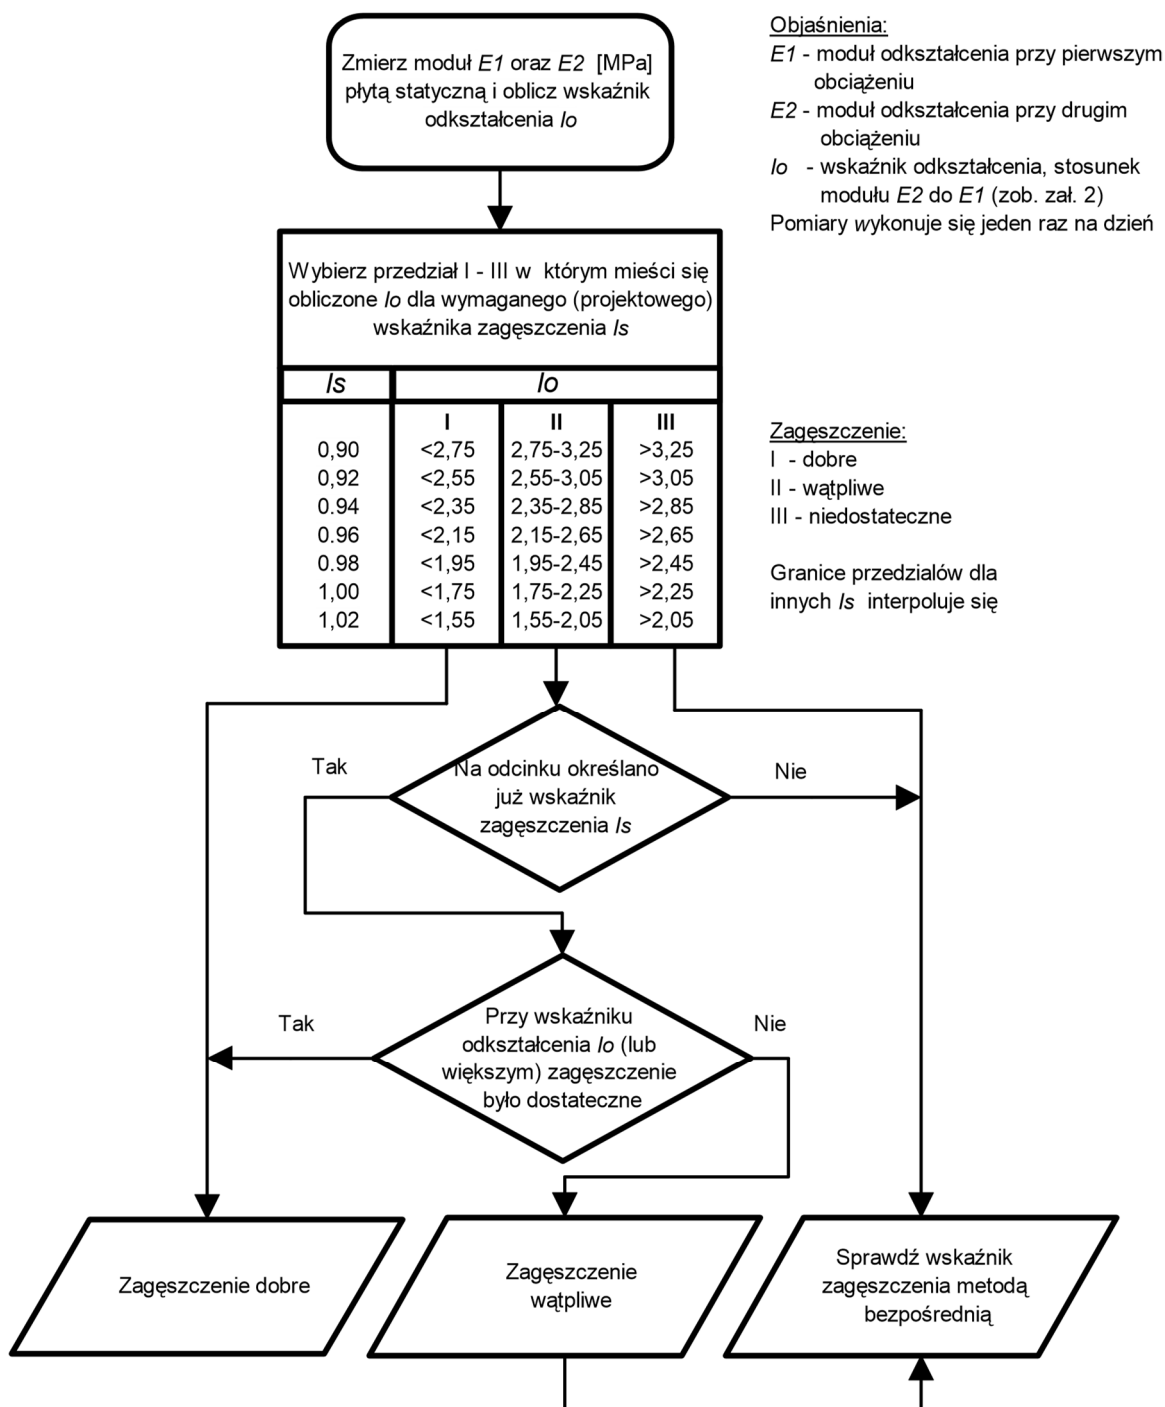 Zmierz moduł E1 oraz E2 [MPa]
płytą statyczną i oblicz wskaźnik
odkształcenia Io
Objaśnienia:
E1 - moduł odkształcenia przy pierwszym
obciążeniu
E2 - moduł odkształcenia przy drugim
obciążeniu
Io - wskaźnik odkształcenia, stosunek
modułu E2 do E1 (zob. zał. 2)
Pomiary wykonuje się jeden raz na dzień
Wybierz przedział I - III w którym mieści się
obliczone Io dla wymaganego (projektowego)
wskaźnika zagęszczenia Is
Is Io
I II III
0,90 <2,75 2,75-3,25 >3,25
0,92 <2,55 2,55-3,05 >3,05
0.94 <2,35 2,35-2,85 >2,85
0.96 <2,15 2,15-2,65 >2,65
0.98 <1,95 1,95-2,45 >2,45
1,00 <1,75 1,75-2,25 >2,25
1,02 <1,55 1,55-2,05 >2,05
Zagęszczenie:
I - dobre
II - wątpliwe
III - niedostateczne
Granice przedziałów dla
innych Is interpoluje się
Tak
Na odcinku określano
już wskaźnik
zagęszczenia Is
Nie
Tak
Przy wskaźniku
odkształcenia Io (lub
większym) zagęszczenie
było dostateczne
Nie
Zagęszczenie dobre
Zagęszczenie
wątpliwe
Sprawdź wskaźnik
zagęszczenia metodą
bezpośrednią